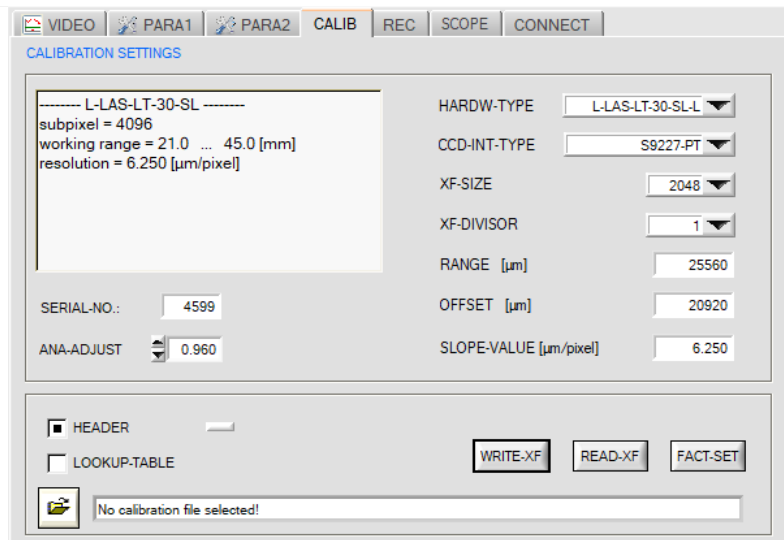 VIDEO PARA1 PARA2 CALIB REC SCOPE CONNECT
CALIBRATION SETTINGS
-------- L-LAS-LT-30-SL --------
subpixel = 4096
working range = 21.0 ... 45.0 [mm]
resolution = 6.250 [µm/pixel]
SERIAL-NO.: 4599
ANA-ADJUST 0.960
HARDW-TYPE L-LAS-LT-30-SL-L
CCD-INT-TYPE S9227-PT
XF-SIZE 2048
XF-DIVISOR 1
RANGE [µm] 25560
OFFSET [µm] 20920
SLOPE-VALUE [µm/pixel] 6.250
HEADER
LOOKUP-TABLE
WRITE-XF READ-XF FACT-SET
No calibration file selected!